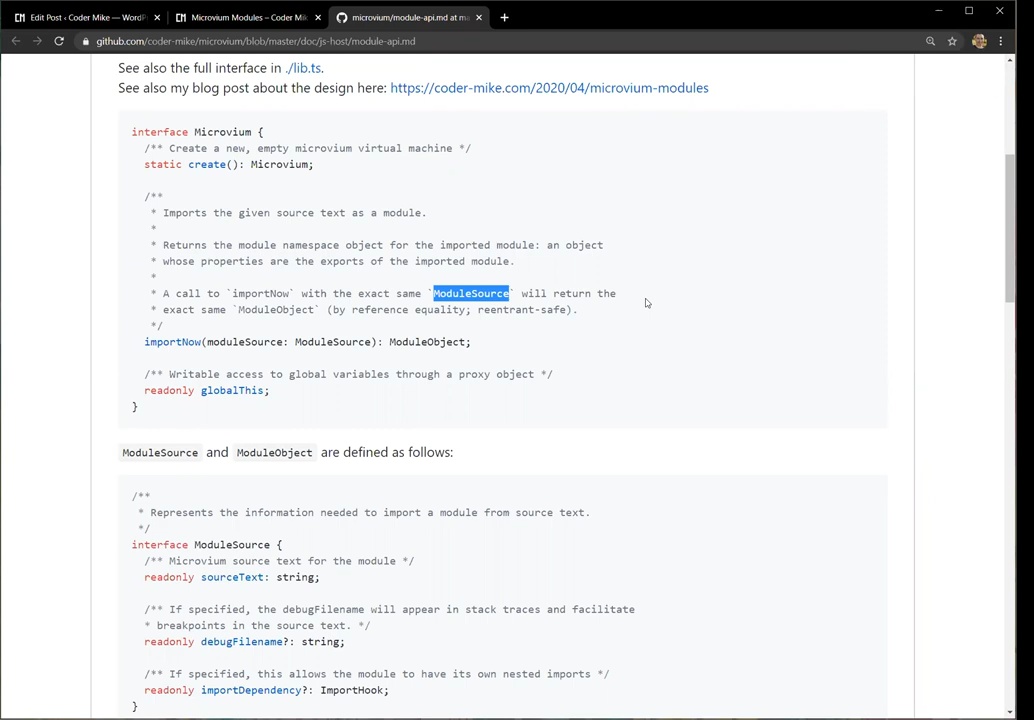 Edit Post ‹ Coder Mike — WordP
Microvium Modules – Coder Mik
microvium/module-api.md at ma
github.com/coder-mike/microvium/blob/master/doc/js-host/module-api.md
See also the full interface in ./lib.ts.
See also my blog post about the design here: https://coder-mike.com/2020/04/microvium-modules
interface Microvium {
/** Create a new, empty microvium virtual machine */
static create(): Microvium;
/**
* Imports the given source text as a module.
*
* Returns the module namespace object for the imported module: an object
* whose properties are the exports of the imported module.
*
* A call to `importNow` with the exact same `ModuleSource` will return the
* exact same `ModuleObject` (by reference equality; reentrant-safe).
*/
importNow(moduleSource: ModuleSource): ModuleObject;
/** Writable access to global variables through a proxy object */
readonly globalThis;
}
ModuleSource and ModuleObject are defined as follows:
/**
* Represents the information needed to import a module from source text.
*/
interface ModuleSource {
/** Microvium source text for the module */
readonly sourceText: string;
/** If specified, the debugFilename will appear in stack traces and facilitate
* breakpoints in the source text. */
readonly debugFilename?: string;
/** If specified, this allows the module to have its own nested imports */
readonly importDependency?: ImportHook;
}